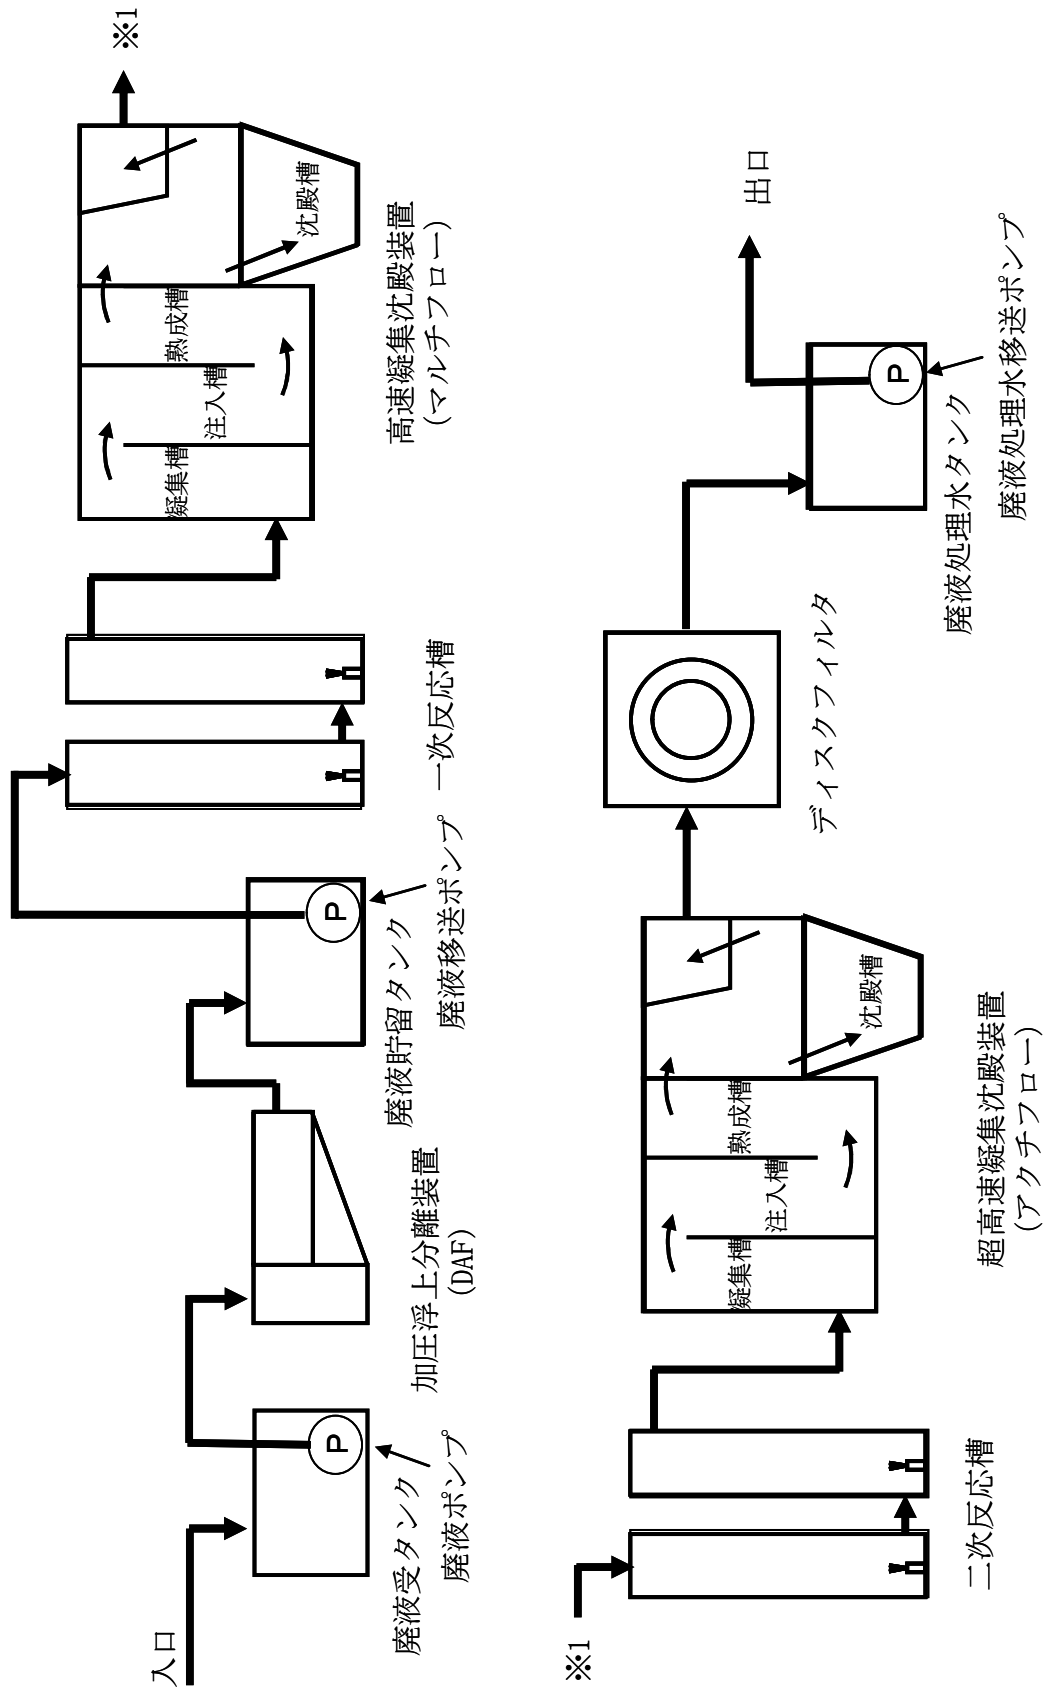 入口
廃液受タンク
P
廃液ポンプ
加圧浮上分離装置
(DAF)
廃液貯留タンク
P
廃液移送ポンプ
一次反応槽
凝集槽
注入槽
熟成槽
沈殿槽
高速凝集沈殿装置
(マルチフロー)
※1
※1
二次反応槽
凝集槽
注入槽
熟成槽
沈殿槽
超高速凝集沈殿装置
(アクチフロー)
ディスクフィルタ
廃液処理水タンク
P
廃液処理水移送ポンプ
出口